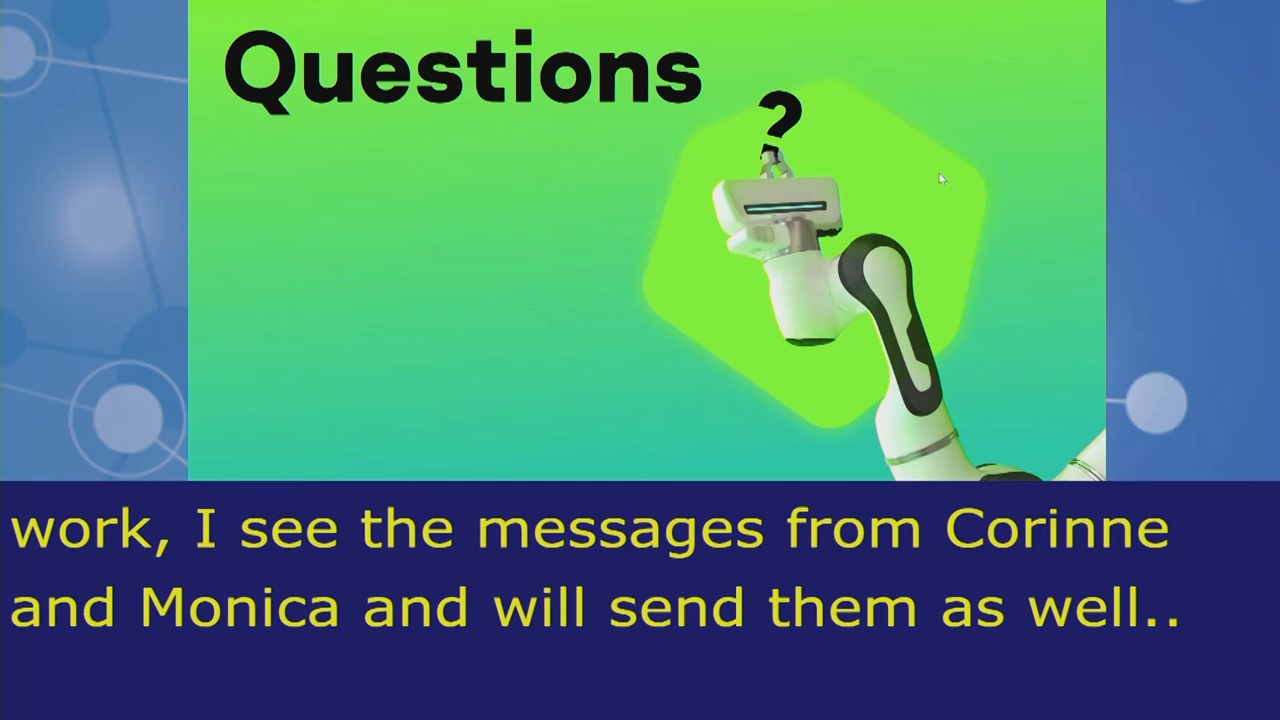 Questions
?
work, I see the messages from Corinne
and Monica and will send them as well..